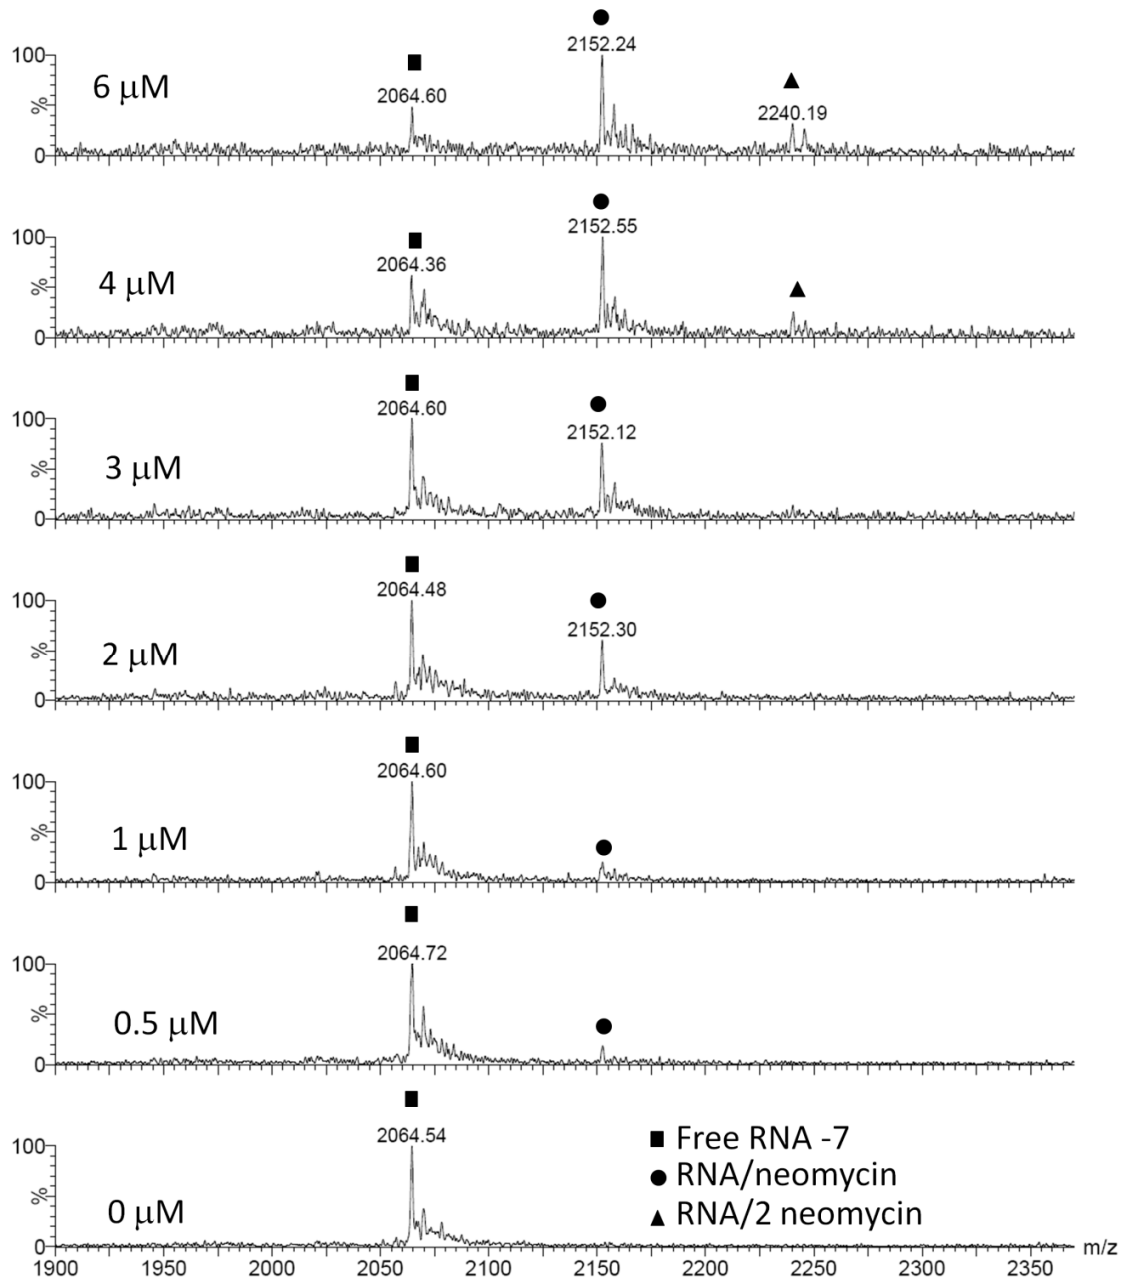 2152.24
100
6 μM
2064.60
2240.19
%
0
2152.55
100
2064.36
4 μM
%
0
2064.60
100
2152.12
3 μM
%
0
2064.48
100
2152.30
2 μM
%
0
2064.60
100
1 μM
%
0
2064.72
100
0.5 μM
%
0
2064.54
100
Free RNA -7
RNA/neomycin
%
0 μM
RNA/2 neomycin
0
m/z
1900 1950 2000 2050 2100 2150 2200 2250 2300 2350